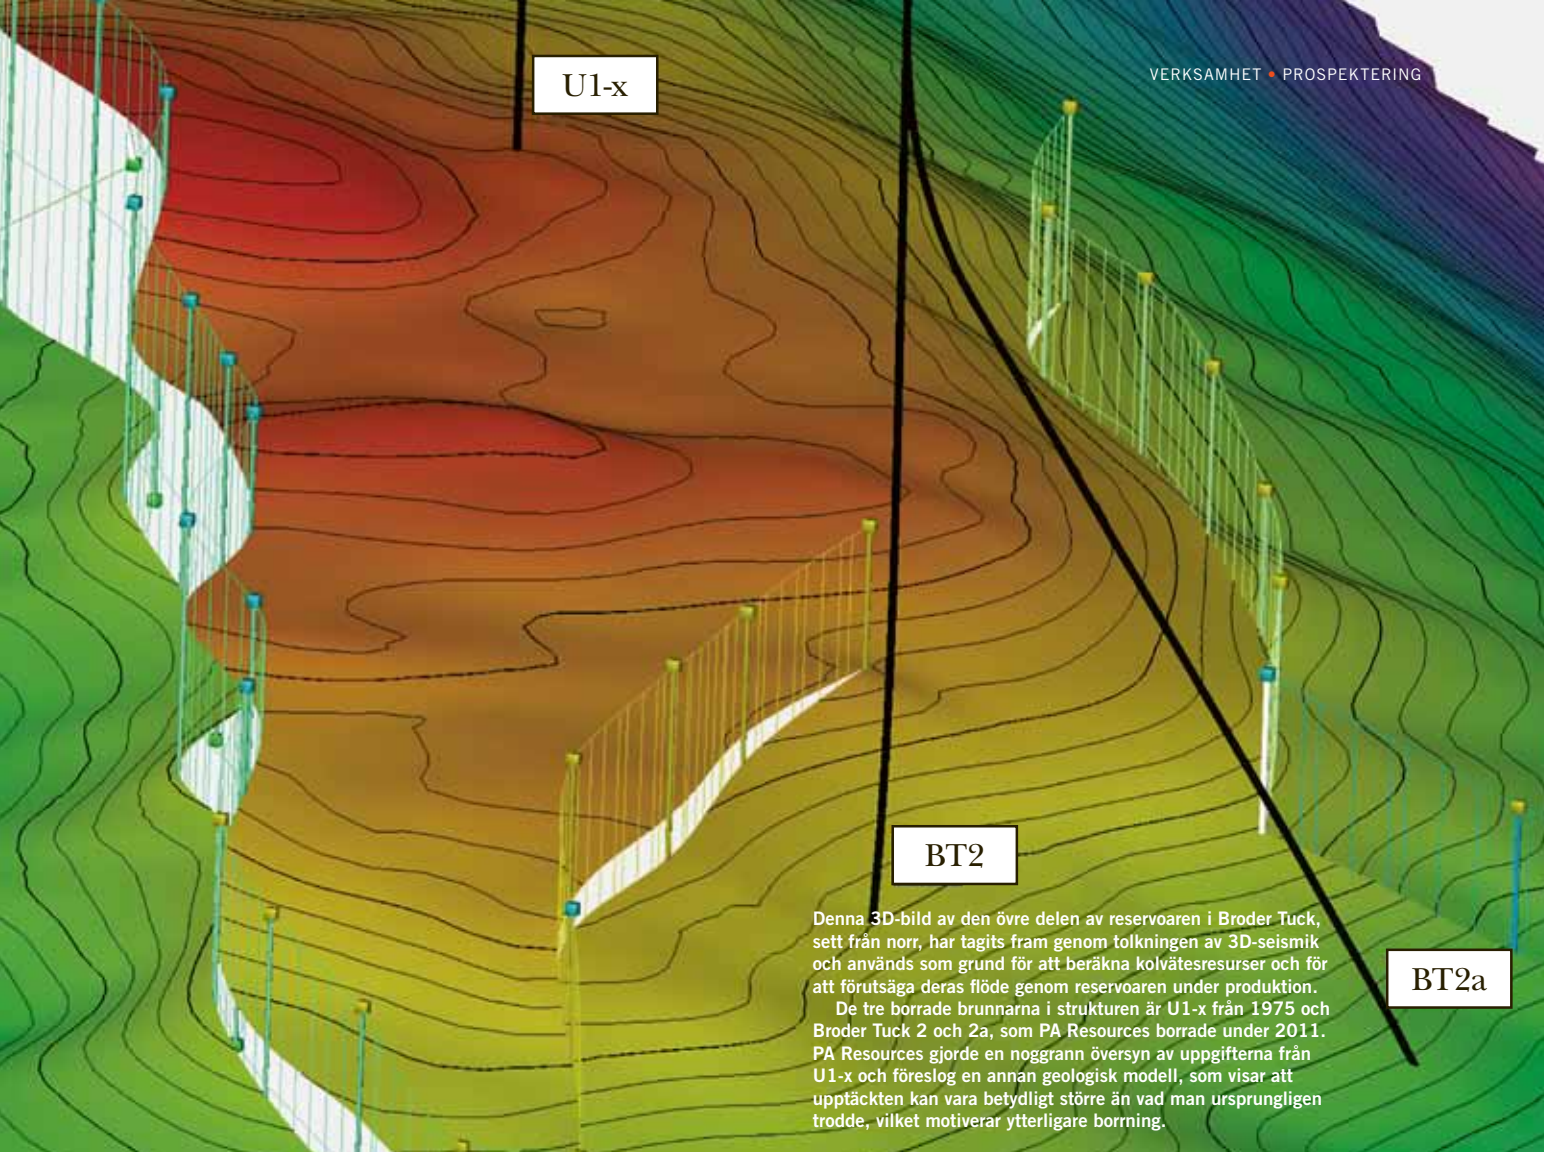 VERKSAMHET • PROSPEKTERING
U1-x
BT2
BT2a
Denna 3D-bild av den övre delen av reservoaren i Broder Tuck,
sett från norr, har tagits fram genom tolkningen av 3D-seismik
och används som grund för att beräkna kolvätesresurser och för
att förutsäga deras flöde genom reservoaren under produktion.
De tre borrade brunnarna i strukturen är U1-x från 1975 och
Broder Tuck 2 och 2a, som PA Resources borrade under 2011.
PA Resources gjorde en noggrann översyn av uppgifterna från
U1-x och föreslog en annan geologisk modell, som visar att
upptäckten kan vara betydligt större än vad man ursprungligen
trodde, vilket motiverar ytterligare borrning.